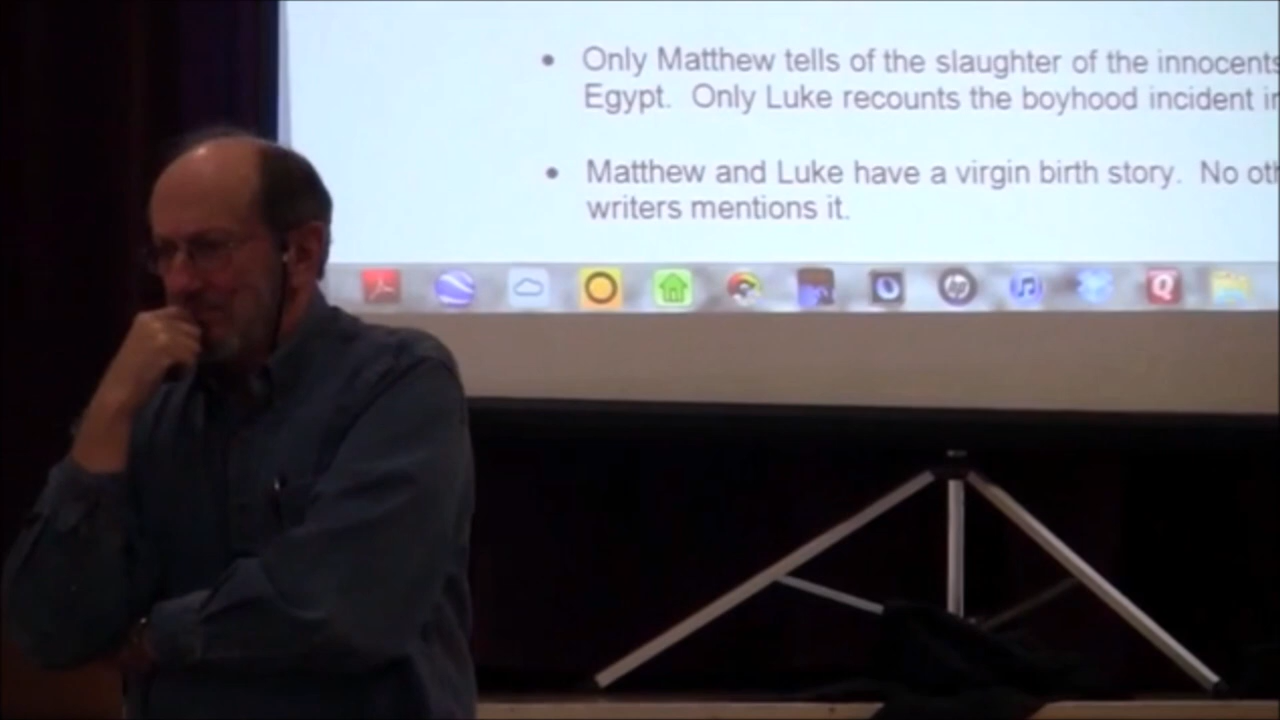 • Only Matthew tells of the slaughter of the innocents
Egypt. Only Luke recounts the boyhood incident in
• Matthew and Luke have a virgin birth story. No oth
writers mentions it.
hp
Q